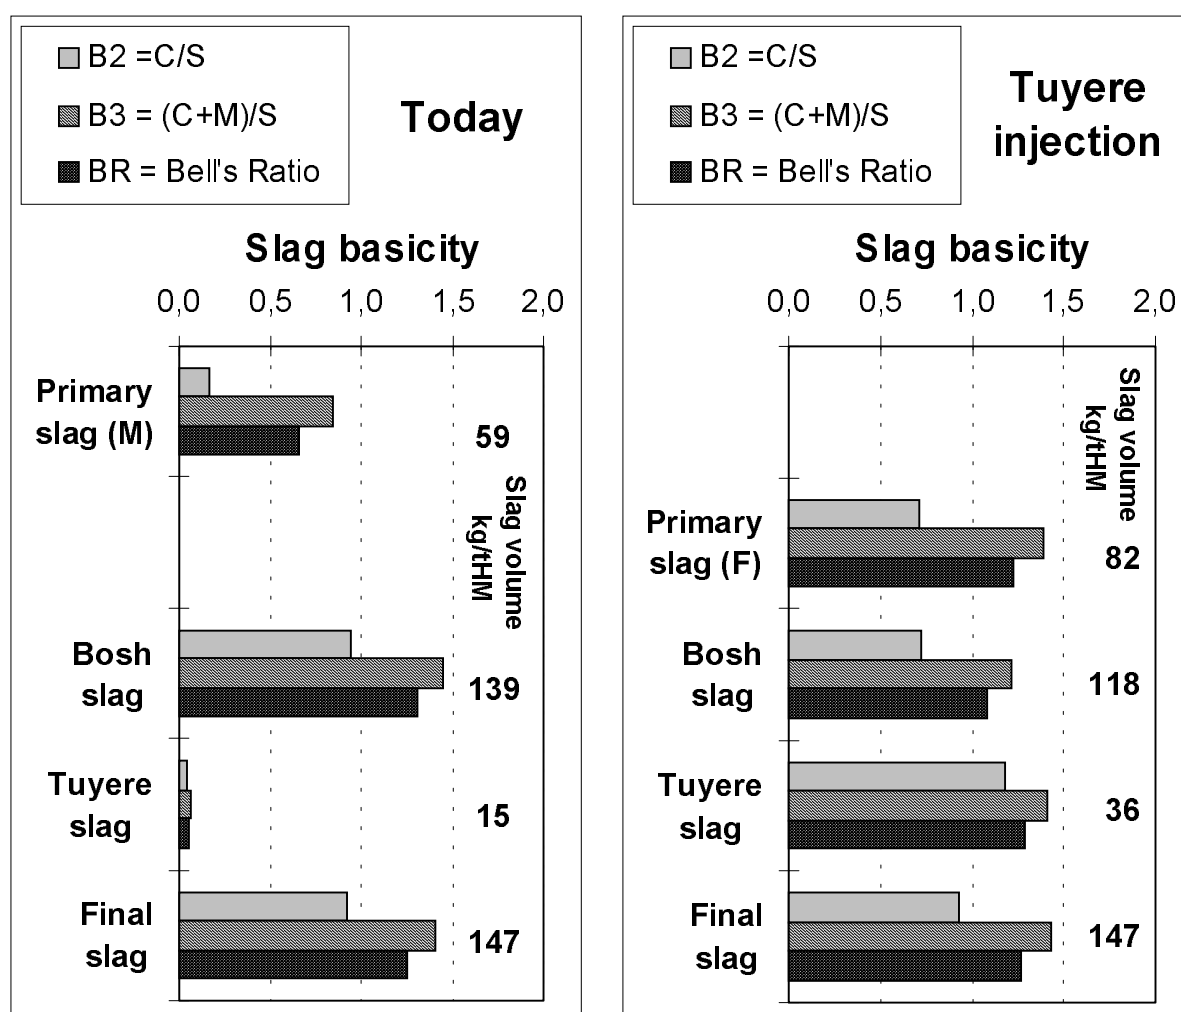 B2 =C/S
B3 = (C+M)/S
BR = Bell's Ratio
Today
Slag basicity
0,0 0,5 1,0 1,5 2,0
Primary
slag (M)
59
Slag volume
kg/tHM
Bosh
slag
139
Tuyere
slag
15
Final
slag
147
B2 =C/S
B3 = (C+M)/S
BR = Bell's Ratio
Tuyere
injection
Slag basicity
0,0 0,5 1,0 1,5 2,0
Slag volume
kg/tHM
Primary
slag (F)
82
Bosh
slag
118
Tuyere
slag
36
Final
slag
147